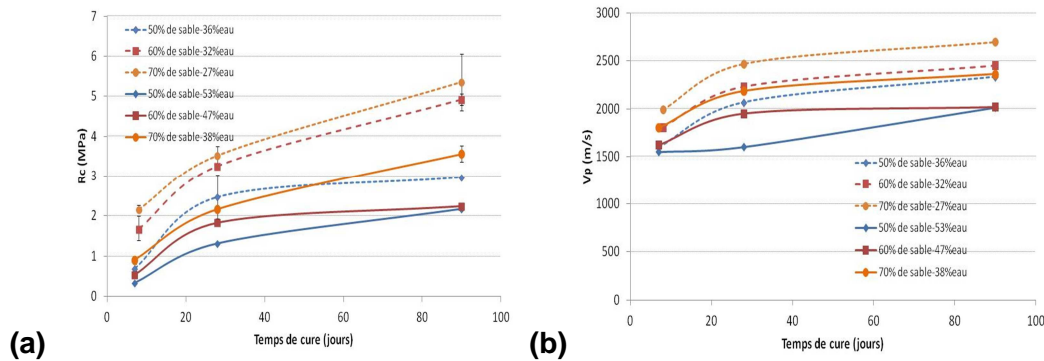 7
6
5
4
3
2
1
0
Rc (MPa)
50% de sable-36%eau
60% de sable-32%eau
70% de sable-27%eau
50% de sable-53%eau
60% de sable-47%eau
70% de sable-38%eau
0 20 40 60 80 100
Temps de cure (jours)
(a)
3000
2500
2000
1500
1000
500
0
Vp (m/s)
50% de sable-36%eau
60% de sable-32%eau
70% de sable-27%eau
50% de sable-53%eau
60% de sable-47%eau
70% de sable-38%eau
0 20 40 60 80 100
Temps de cure (jours)
(b)